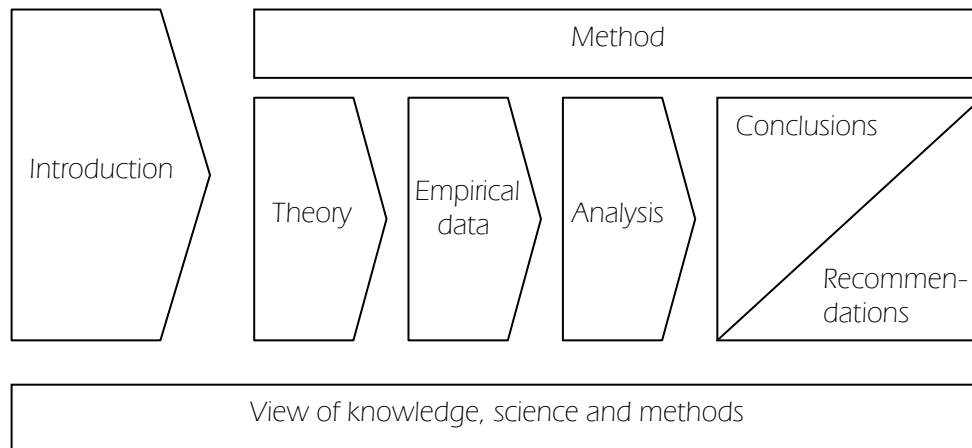 Method
Introduction
Theory
Empirical
data
Analysis
Conclusions
Recommen-
dations
View of knowledge, science and methods